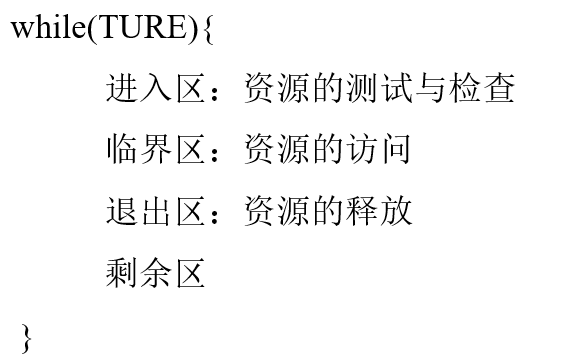 while(TURE){
进入区：资源的测试与检查
临界区：资源的访问
退出区：资源的释放
剩余区
}